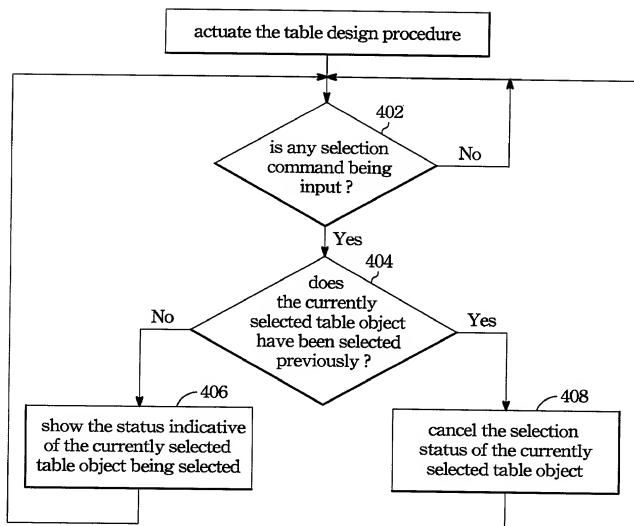 actuate the table design procedure
402
is any selection
command being
input ?
No
Yes
404
does
the currently
selected table object
have been selected
previously ?
No
Yes
406
show the status indicative
of the currently selected
table object being selected
408
cancel the selection
status of the currently
selected table object